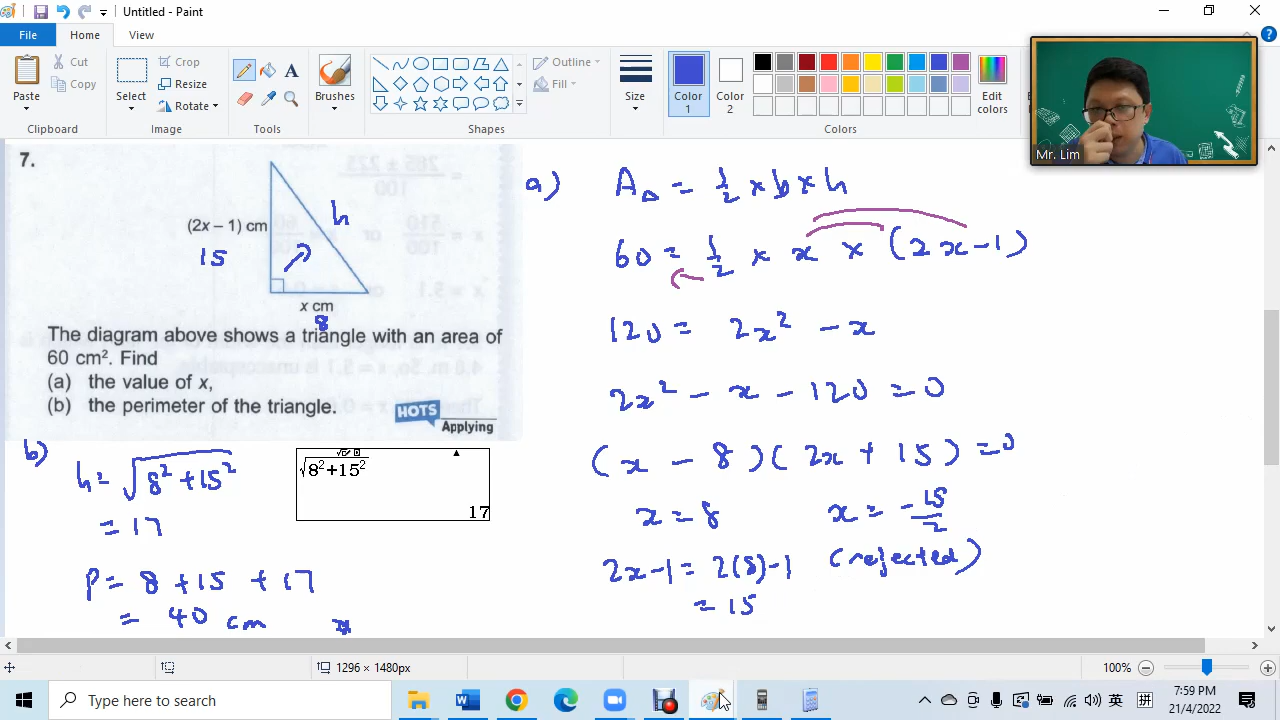 Untitled - Paint
File Home View
Paste Cut Copy Clipboard
Select Crop Resize Rotate Image
Tools
Brushes
Outline Fill Shapes
Size
Color 1 Color 2 Edit colors Colors
Mr. Lim
7.
(2x – 1) cm
15
h
x cm
8
The diagram above shows a triangle with an area of
60 cm². Find
(a) the value of x,
(b) the perimeter of the triangle.
HOTS Applying
b)
h = √8² + 15²
= 17
P = 8 + 15 + 17
= 40 cm
√8²+15²
17
a) A△ = 1/2 × b × h
60 = 1/2 × x × (2x - 1)
120 = 2x² - x
2x² - x - 120 = 0
(x - 8)(2x + 15) = 0
x = 8 x = -15/2
2x - 1 = 2(8) - 1 (rejected)
= 15
1296 × 1480px
100%
Type here to search
英 拼
7:59 PM
21/4/2022